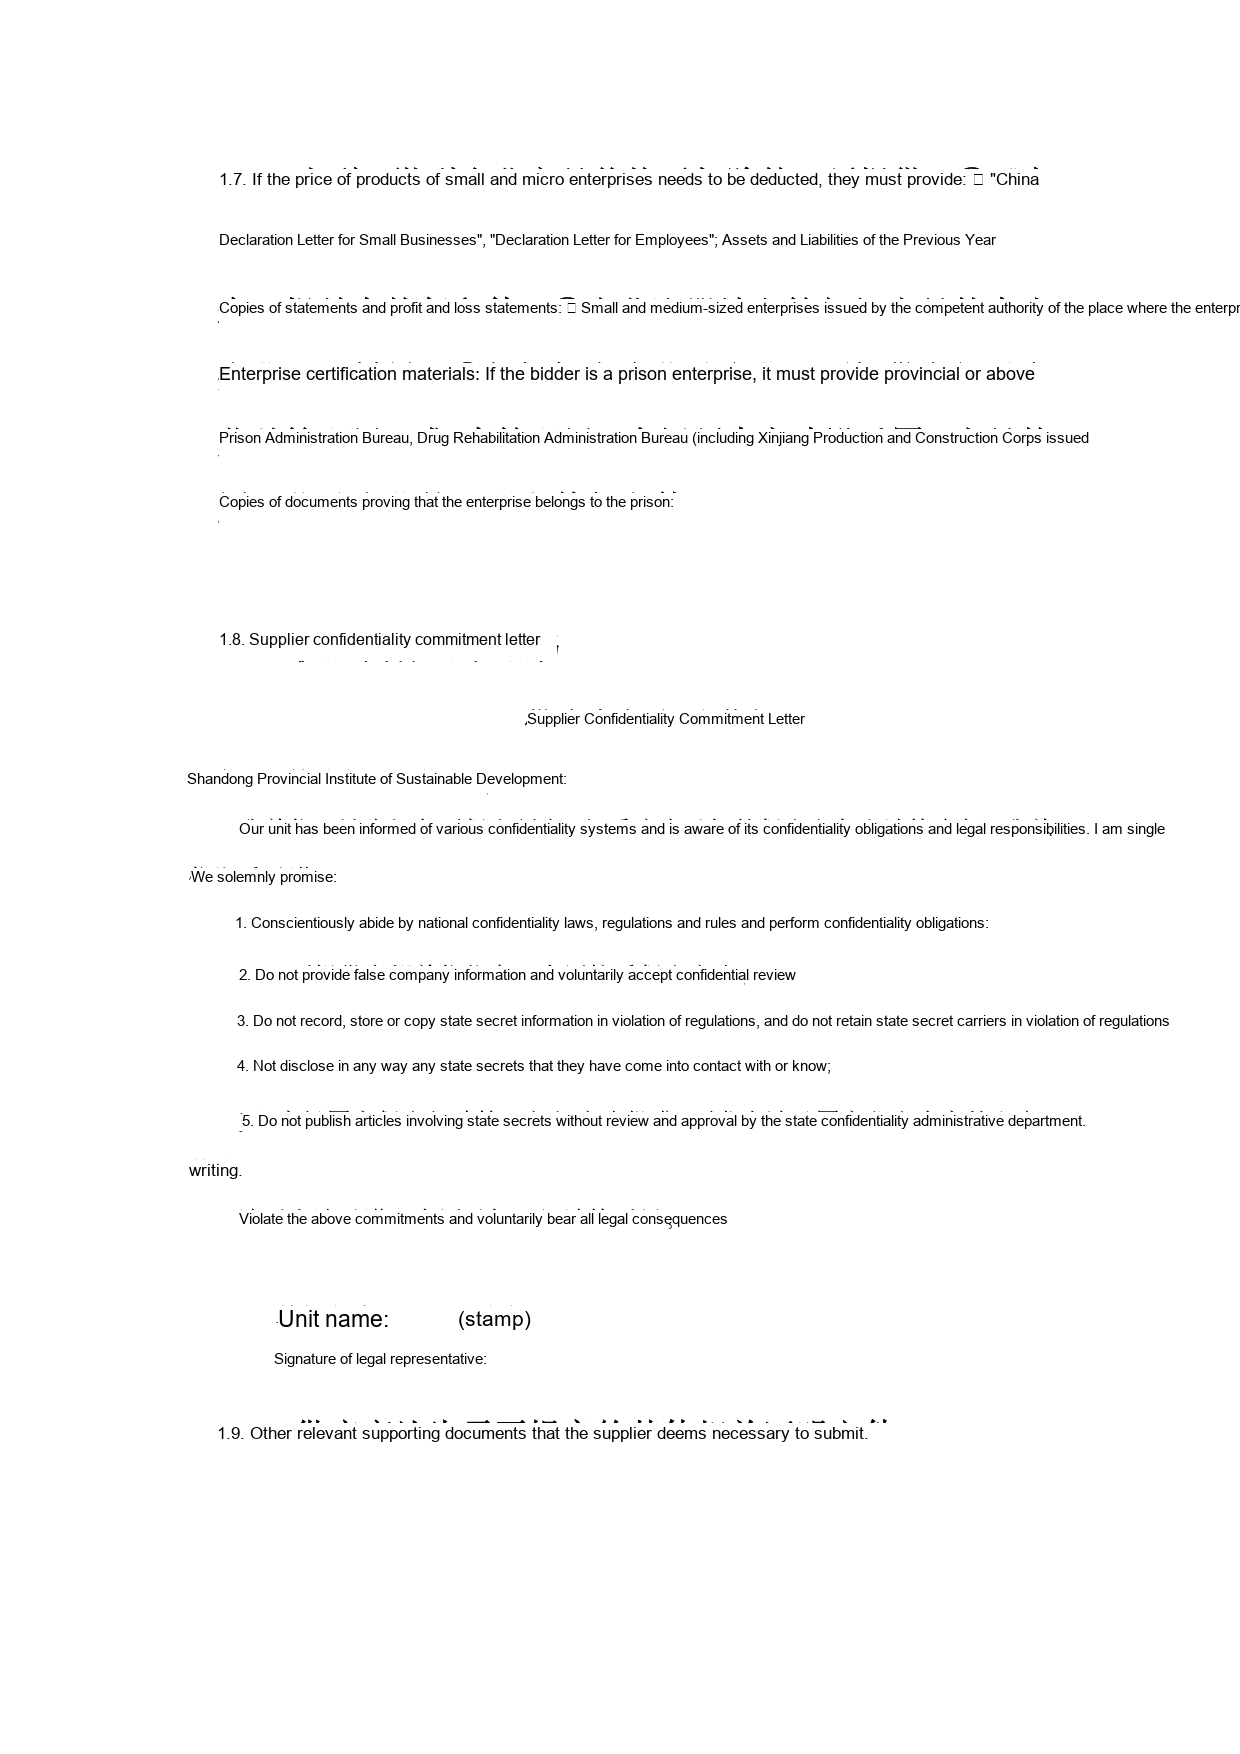 1.7. If the price of products of small and micro enterprises needs to be deducted, they must provide: "China
Declaration Letter for Small Businesses", "Declaration Letter for Employees"; Assets and Liabilities of the Previous Year
Copies of statements and profit and loss statements: Small and medium-sized enterprises issued by the competent authority of the place where the enterpr
Enterprise certification materials: If the bidder is a prison enterprise, it must provide provincial or above
Prison Administration Bureau, Drug Rehabilitation Administration Bureau (including Xinjiang Production and Construction Corps issued
Copies of documents proving that the enterprise belongs to the prison:
1.8. Supplier confidentiality commitment letter
Supplier Confidentiality Commitment Letter
Shandong Provincial Institute of Sustainable Development:
Our unit has been informed of various confidentiality systems and is aware of its confidentiality obligations and legal responsibilities. I am single
We solemnly promise:
1. Conscientiously abide by national confidentiality laws, regulations and rules and perform confidentiality obligations:
2. Do not provide false company information and voluntarily accept confidential review
3. Do not record, store or copy state secret information in violation of regulations, and do not retain state secret carriers in violation of regulations
4. Not disclose in any way any state secrets that they have come into contact with or know;
5. Do not publish articles involving state secrets without review and approval by the state confidentiality administrative department.
writing.
Violate the above commitments and voluntarily bear all legal consequences
Unit name: (stamp)
Signature of legal representative:
1.9. Other relevant supporting documents that the supplier deems necessary to submit.